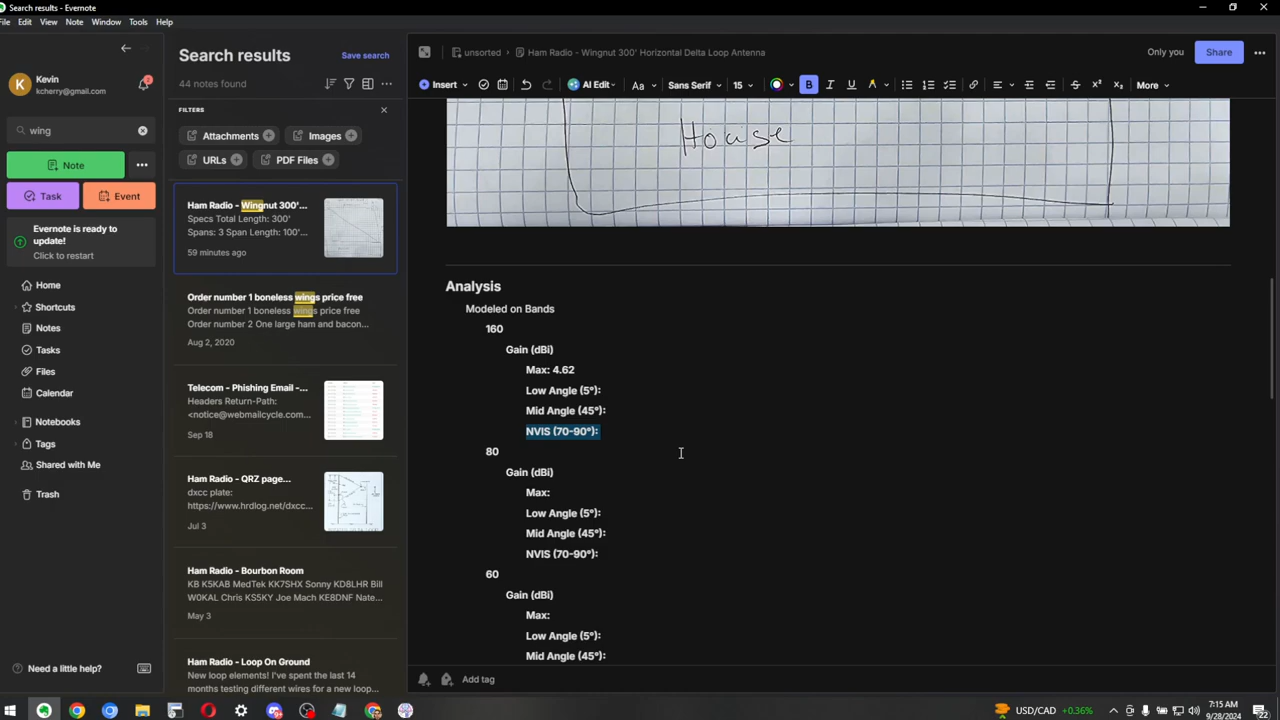 Search results - Evernote
File Edit View Note Window Tools Help
Kevin
kcherry@gmail.com
wing
Note
Task
Event
Evernote is ready to
update!
Click to restart
Home
Shortcuts
Notes
Tasks
Files
Calendar
Notebooks
Tags
Shared with Me
Trash
Need a little help?
Search results
Save search
44 notes found
FILTERS
Attachments
Images
URLs
PDF Files
Ham Radio - Wingnut 300'...
Specs Total Length: 300'
Spans: 3 Span Length: 100'...
59 minutes ago
Order number 1 boneless wings price free
Order number 1 boneless wings price free
Order number 2 One large ham and bacon...
Aug 2, 2020
Telecom - Phishing Email -...
Headers Return-Path:
<notice@webmailcycle.com...
Sep 18
Ham Radio - QRZ page...
dxcc plate:
https://www.hrdlog.net/dxcc...
Jul 3
Ham Radio - Bourbon Room
KB K5KAB MedTek KK7SHX Sonny KD8LHR Bill
W0KAL Chris KS5KY Joe Mach KE8DNF Nate...
May 3
Ham Radio - Loop On Ground
New loop elements! I've spent the last 14
months testing different wires for a new loop...
unsorted > Ham Radio - Wingnut 300' Horizontal Delta Loop Antenna
Only you
Share
Insert
AI Edit
Aa
Sans Serif
15
B I U A
More
House
Analysis
Modeled on Bands
160
Gain (dBi)
Max: 4.62
Low Angle (5°):
Mid Angle (45°):
NVIS (70-90°):
80
Gain (dBi)
Max:
Low Angle (5°):
Mid Angle (45°):
NVIS (70-90°):
60
Gain (dBi)
Max:
Low Angle (5°):
Mid Angle (45°):
Add tag
USD/CAD +0.36%
7:15 AM
9/28/2024